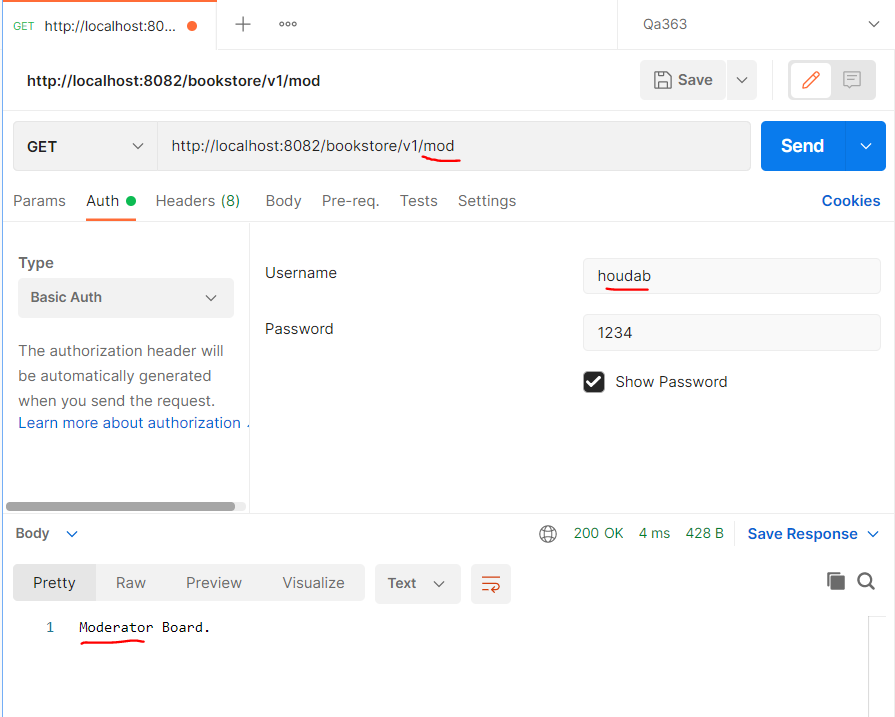 GET http://localhost:80...
Qa363
http://localhost:8082/bookstore/v1/mod
Save
GET
http://localhost:8082/bookstore/v1/mod
Send
Params Auth Headers (8) Body Pre-req. Tests Settings Cookies
Type
Basic Auth
The authorization header will
be automatically generated
when you send the request.
Learn more about authorization
Username
houdab
Password
1234
Show Password
Body
200 OK 4 ms 428 B Save Response
Pretty Raw Preview Visualize Text
1 Moderator Board.